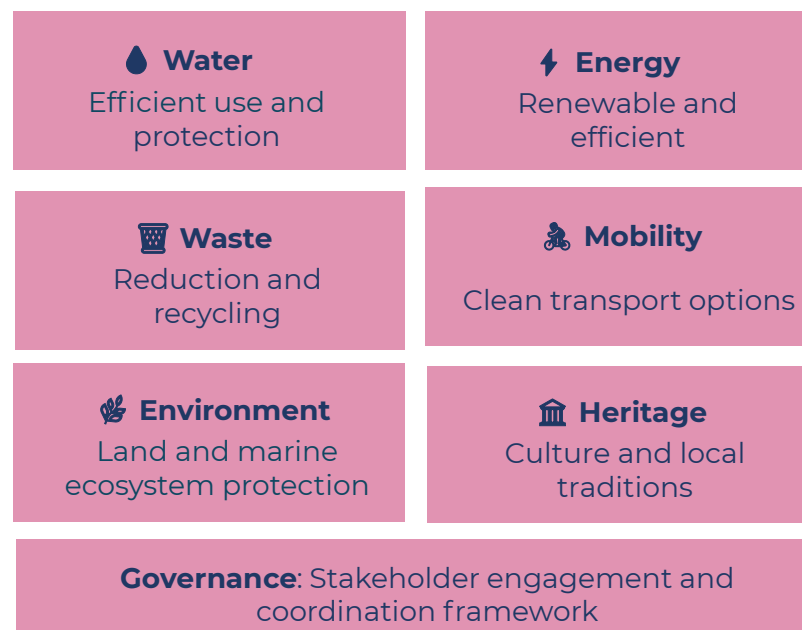 Water
Efficient use and
protection
Energy
Renewable and
efficient
Waste
Reduction and
recycling
Mobility
Clean transport options
Environment
Land and marine
ecosystem protection
Heritage
Culture and local
traditions
Governance: Stakeholder engagement and
coordination framework